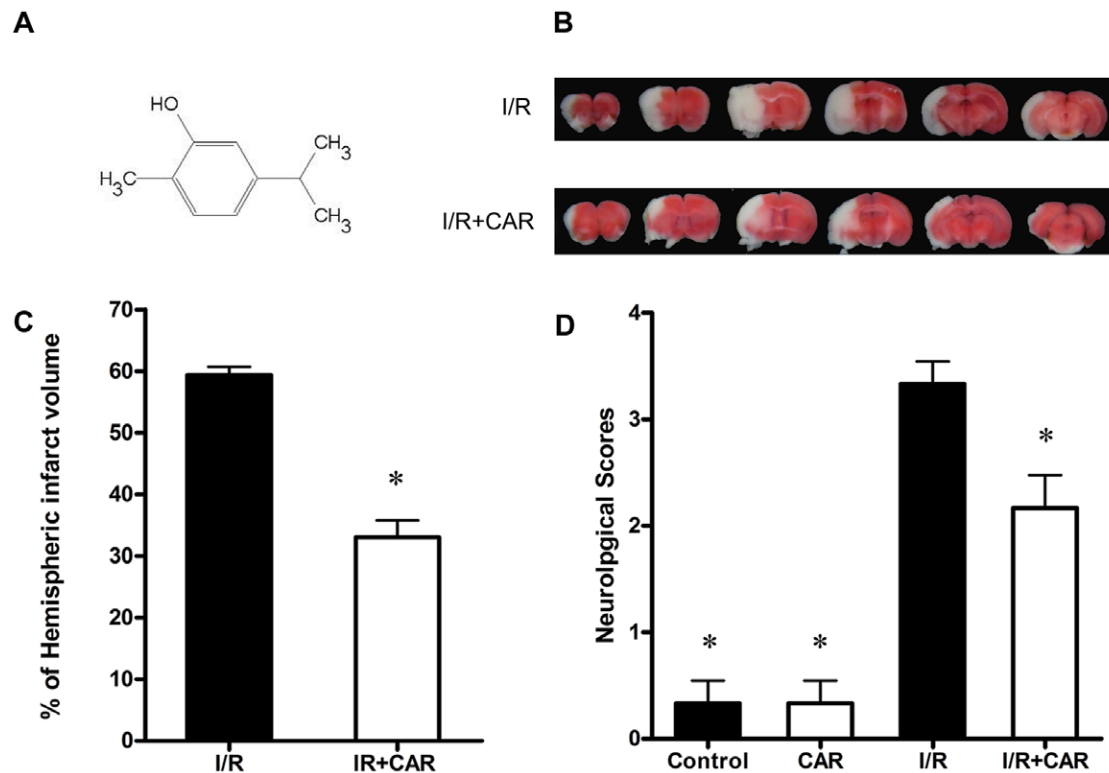 A
HO
H₃C
CH₃
CH₃
B
I/R
I/R+CAR
C
% of Hemispheric infarct volume
70
60
50
40
30
20
10
0
*
I/R
IR+CAR
D
Neurolpgical Scores
4
3
2
1
0
*
*
*
Control
CAR
I/R
I/R+CAR